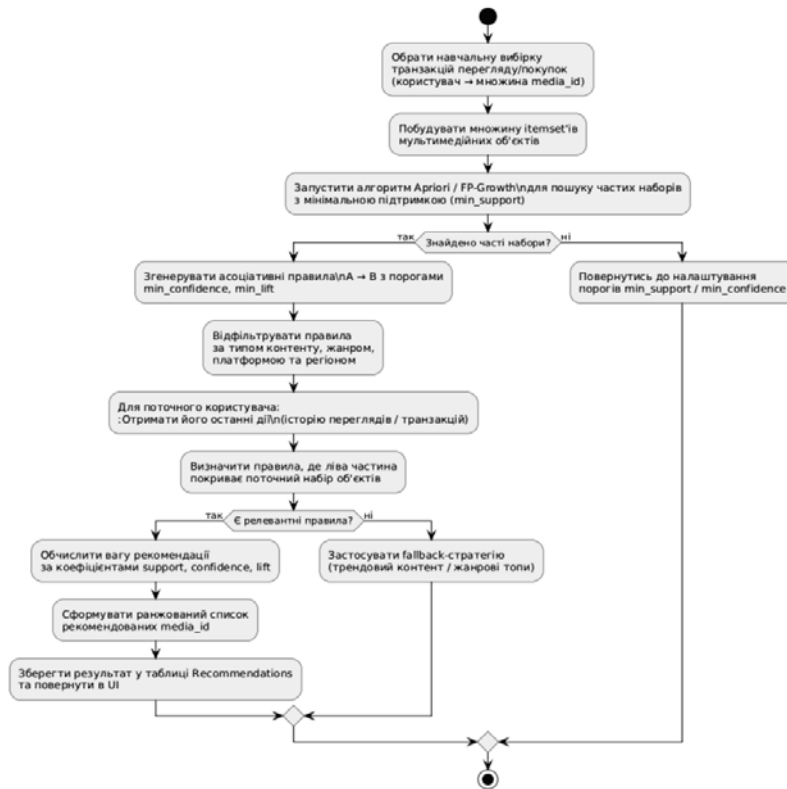 Обрати навчальну вибірку
транзакцій перегляду/покупок
(користувач → множина media_id)
Побудувати множину itemset'ів
мультимедійних об'єктів
Запустити алгоритм Apriori / FP-Growth\nдля пошуку частих наборів
з мінімальною підтримкою (min_support)
так
Знайдено часті набори?
ні
Згенерувати асоціативні правила\nA → B з порогами
min_confidence, min_lift
Повернутись до налаштування
порогів min_support / min_confidence
Відфільтрувати правила
за типом контенту, жанром,
платформою та регіоном
Для поточного користувача:
:Отримати його останні дії\n(історію переглядів / транзакцій)
Визначити правила, де ліва частина
покриває поточний набір об'єктів
так
Є релевантні правила?
ні
Обчислити вагу рекомендації
за коефіцієнтами support, confidence, lift
Застосувати fallback-стратегію
(трендовий контент / жанрові топи)
Сформувати ранжований список
рекомендованих media_id
Зберегти результат у таблиці Recommendations
та повернути в UI